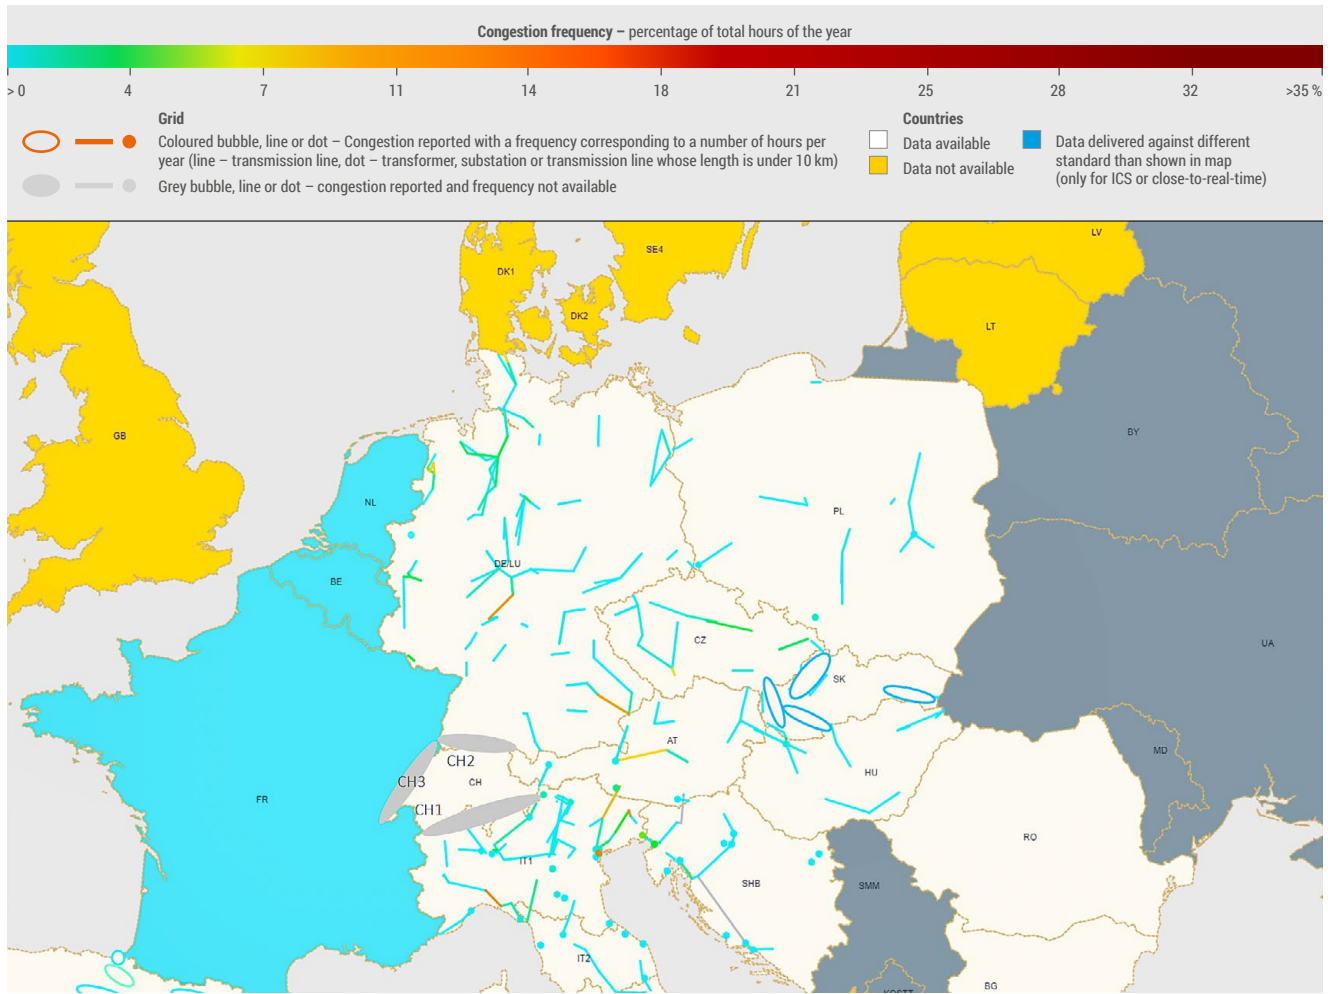 Congestion frequency – percentage of total hours of the year
> 0 4 7 11 14 18 21 25 28 32 >35 %
Grid
Coloured bubble, line or dot – Congestion reported with a frequency corresponding to a number of hours per
year (line – transmission line, dot – transformer, substation or transmission line whose length is under 10 km)
Grey bubble, line or dot – congestion reported and frequency not available
Countries
Data available
Data not available
Data delivered against different
standard than shown in map
(only for ICS or close-to-real-time)
LV
SE4
DK1
DK2
LT
GB
BY
NL
PL
DE/LU
BE
CZ
UA
SK
AT
MD
CH2
CH3
CH
HU
FR
CH1
RO
IT1
SHB
SMM
IT2
BG
KOSTT